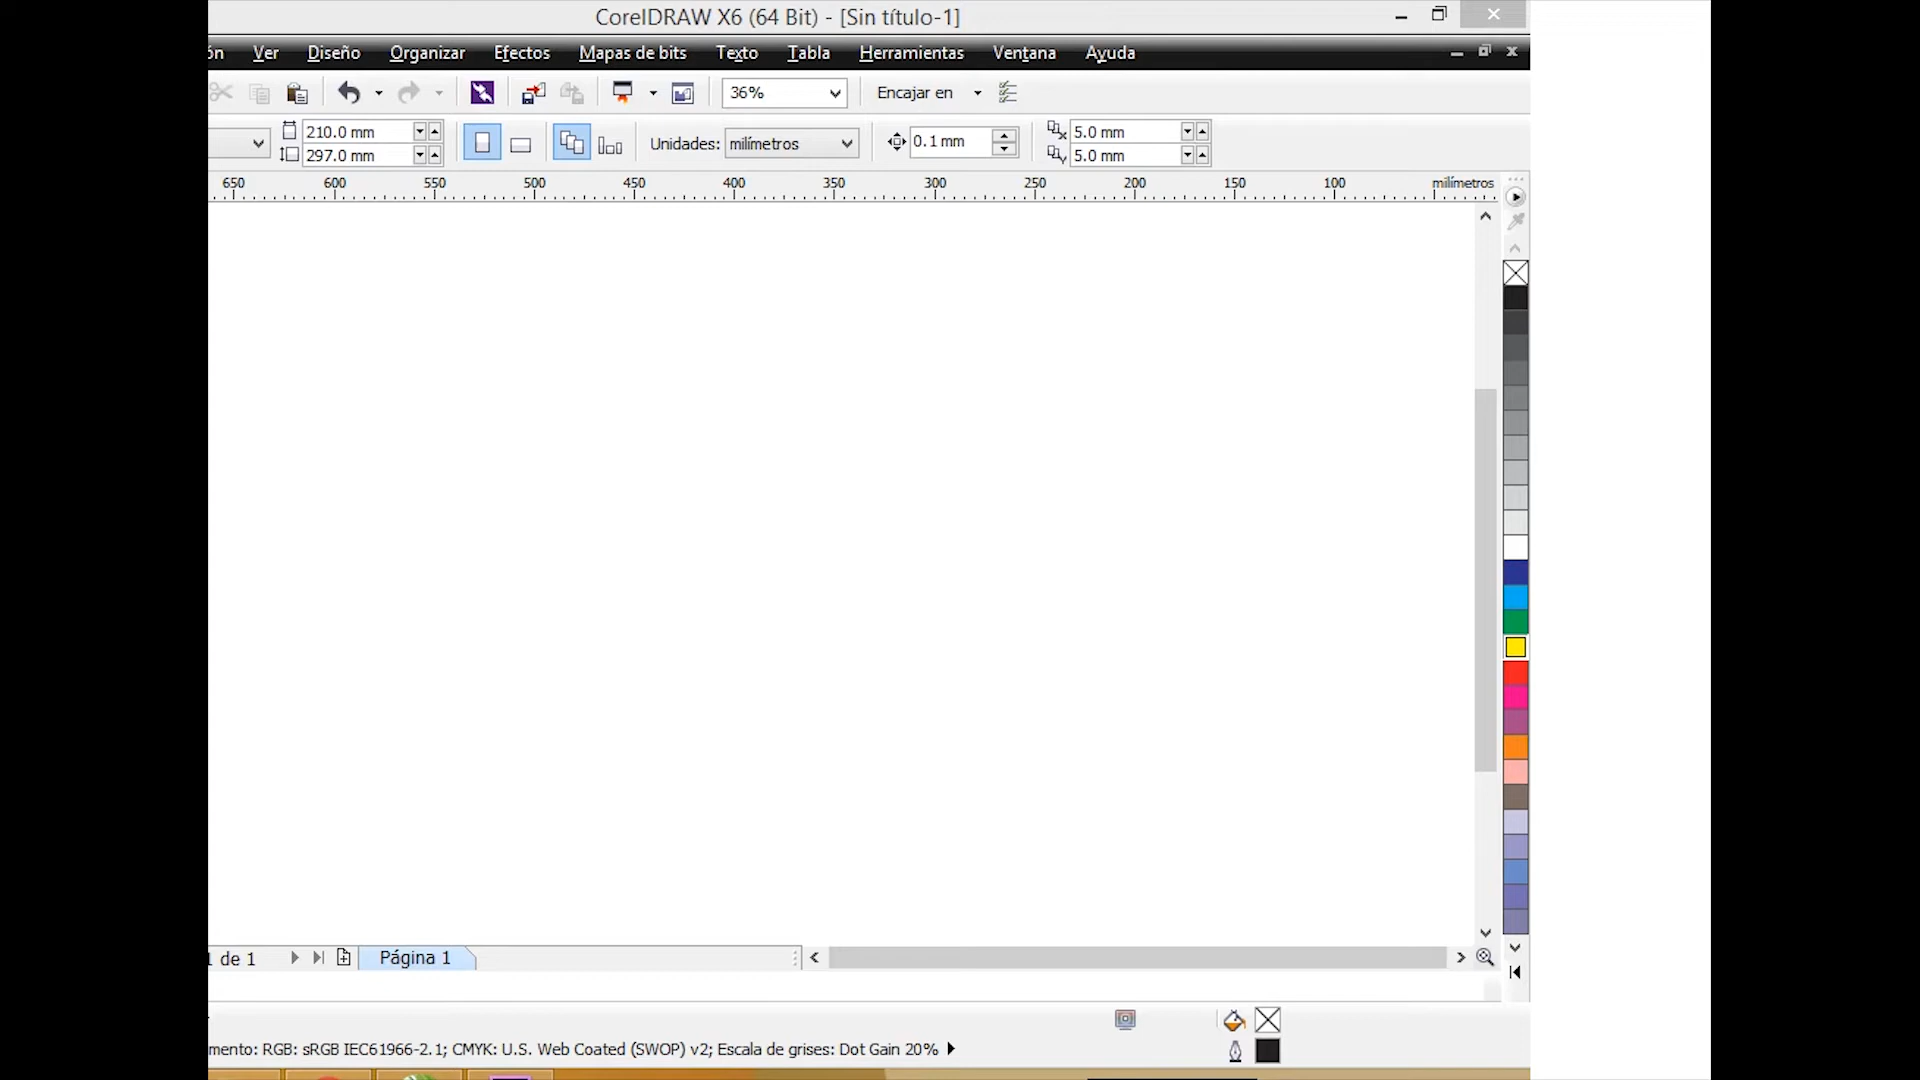 CorelDRAW X6 (64 Bit) - [Sin título-1]
ón Ver Diseño Organizar Efectos Mapas de bits Texto Tabla Herramientas Ventana Ayuda
36% Encajar en
210.0 mm
297.0 mm
Unidades: milímetros
0.1 mm
5.0 mm
5.0 mm
650 600 550 500 450 400 350 300 250 200 150 100 milímetros
1 de 1 Página 1
mento: RGB: sRGB IEC61966-2.1; CMYK: U.S. Web Coated (SWOP) v2; Escala de grises: Dot Gain 20%